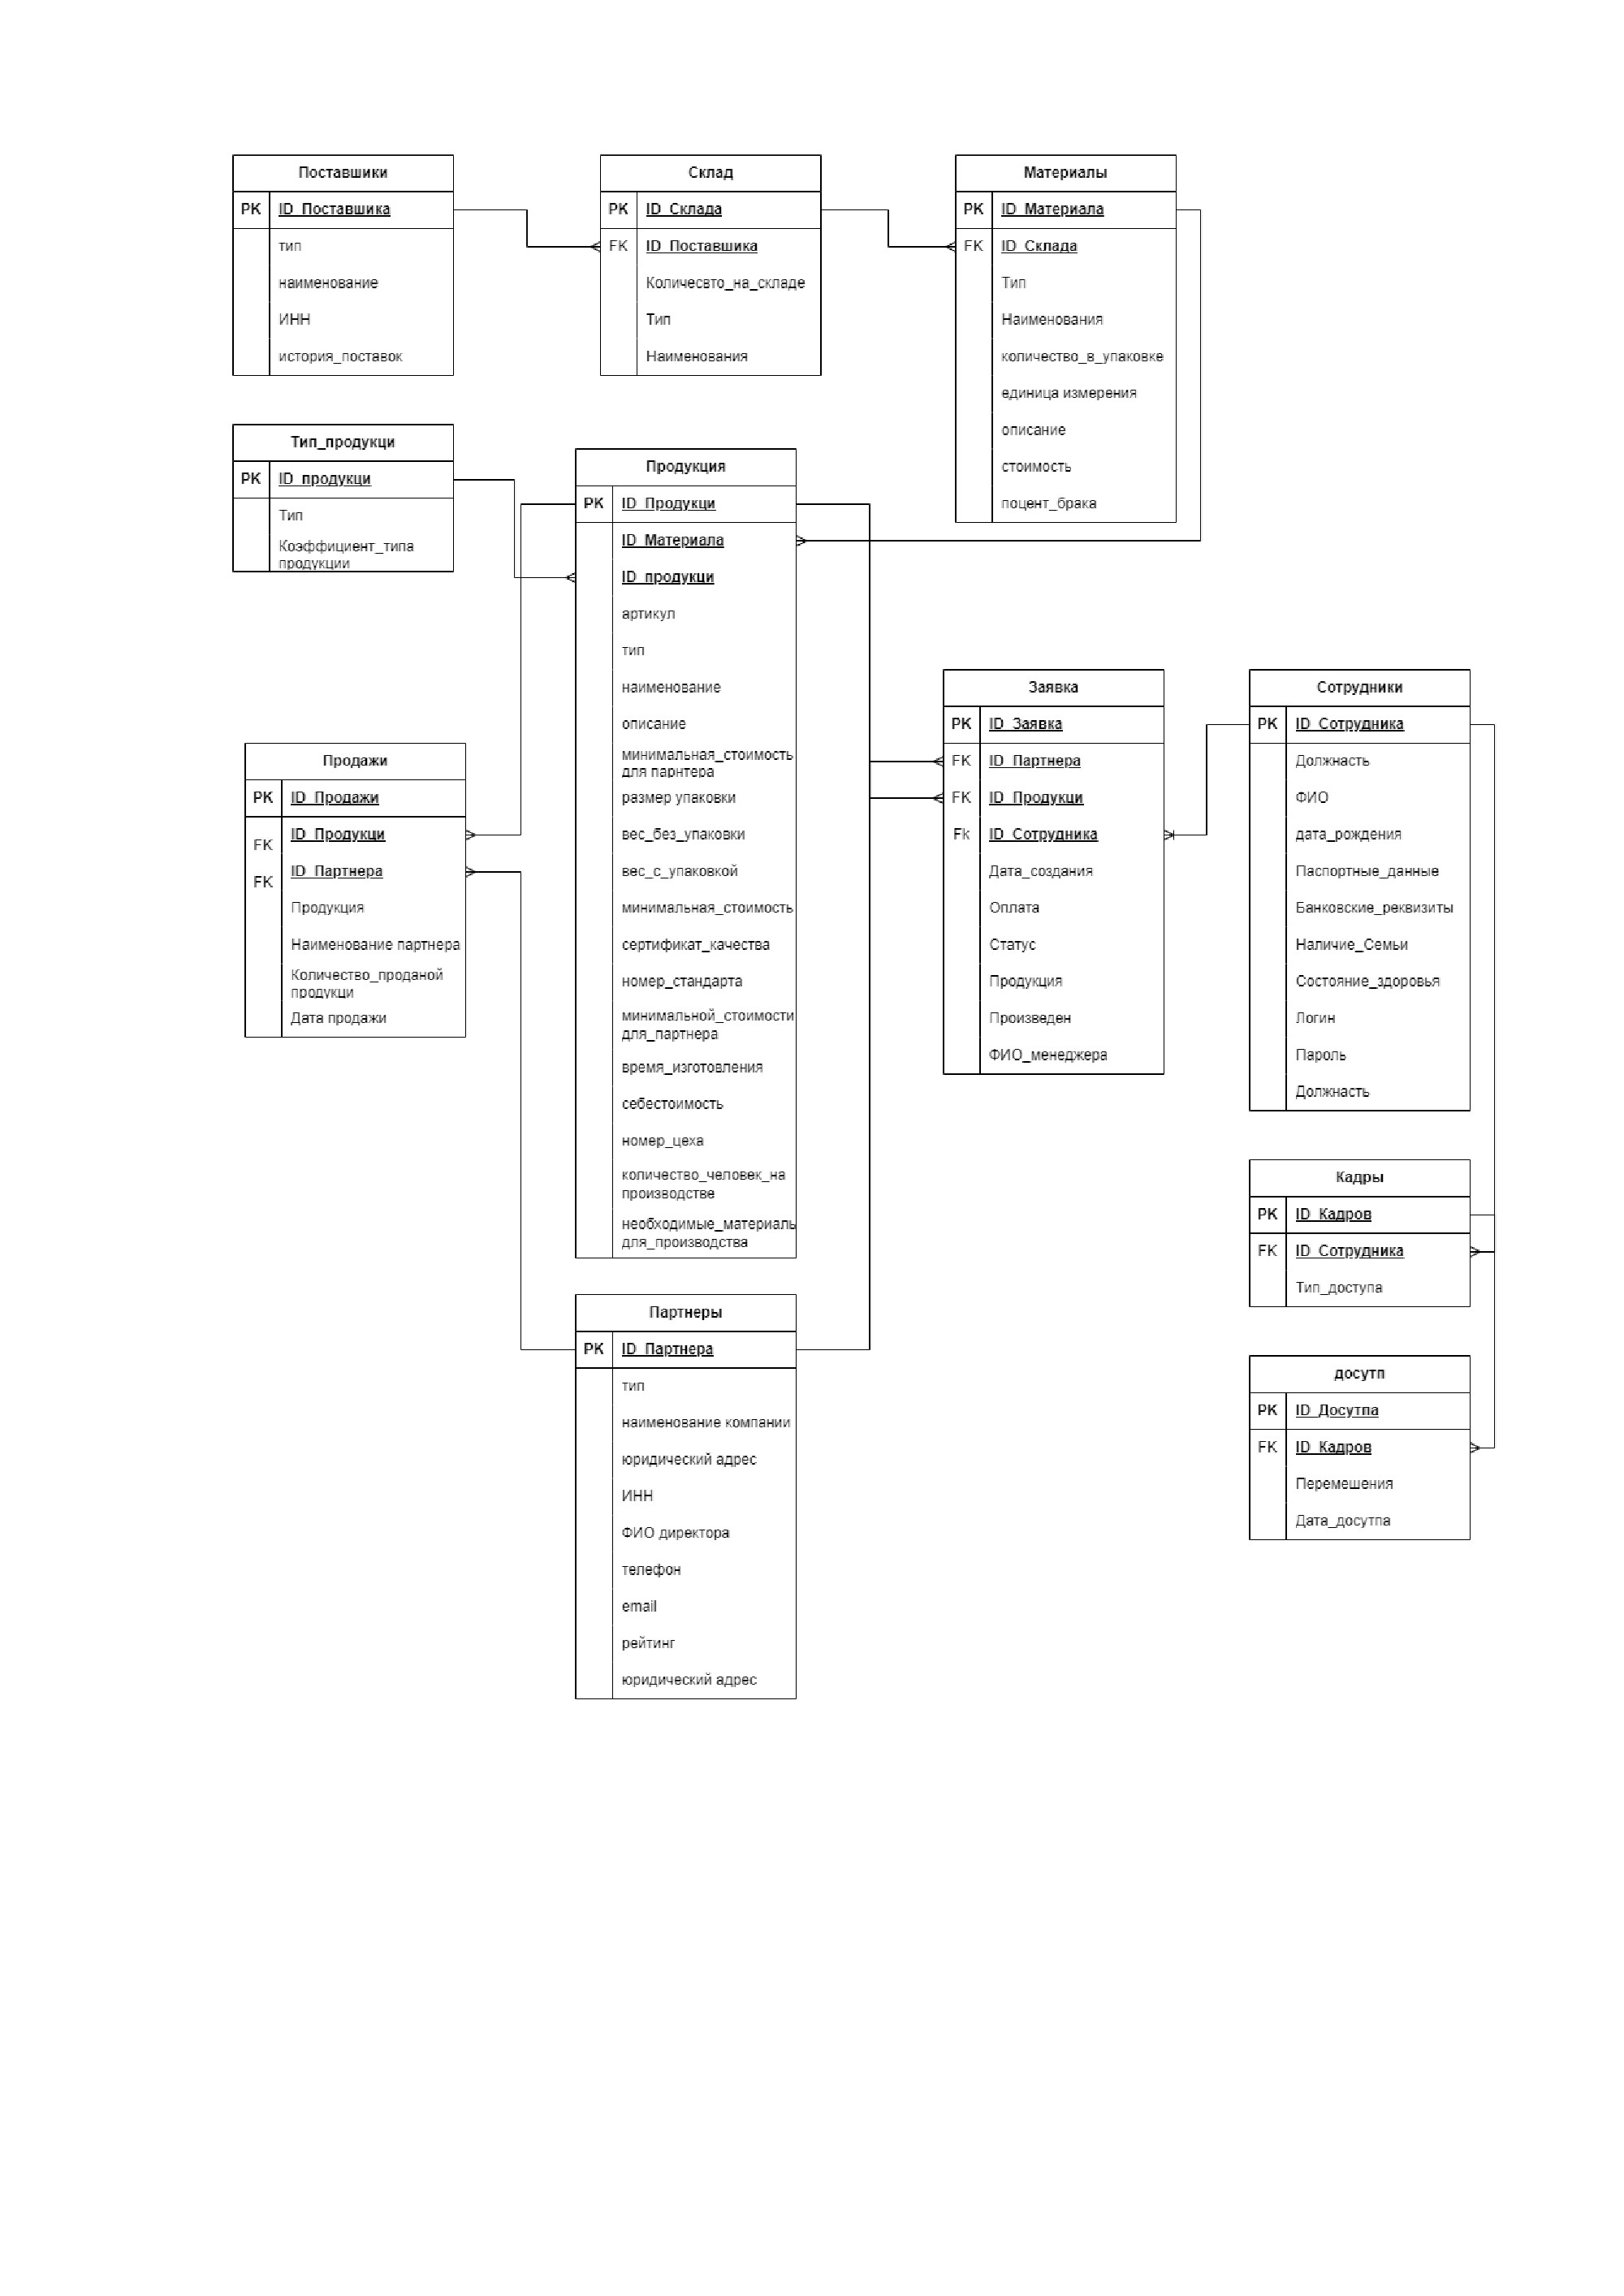 Поставшики
PK ID_Поставшика
тип
наименование
ИНН
история_поставок
Склад
PK ID_Склада
FK ID_Поставшика
Количесвто_на_складе
Тип
Наименования
Материалы
PK ID_Материала
FK ID_Склада
Тип
Наименования
количество_в_упаковке
единица измерения
описание
стоимость
поцент_брака
Тип_продукци
PK ID_продукци
Тип
Коэффициент_типа
продукции
Продукция
PK ID_Продукци
ID_Материала
ID_продукци
артикул
тип
наименование
описание
минимальная_стоимость
для парнтера
размер упаковки
вес_без_упаковки
вес_с_упаковкой
минимальная_стоимость
сертификат_качества
номер_стандарта
минимальной_стоимости
для_партнера
время_изготовления
себестоимость
номер_цеха
количество_человек_на
производстве
необходимые_материаль
для_производства
Продажи
PK ID_Продажи
FK ID_Продукци
FK ID_Партнера
Продукция
Наименование партнера
Количество_проданой
продукци
Дата продажи
Заявка
PK ID_Заявка
FK ID_Партнера
FK ID_Продукци
Fk ID_Сотрудника
Дата_создания
Оплата
Статус
Продукция
Произведен
ФИО_менеджера
Сотрудники
PK ID_Сотрудника
Должнасть
ФИО
дата_рождения
Паспортные_данные
Банковские_реквизиты
Наличие_Семьи
Состояние_здоровья
Логин
Пароль
Должнасть
Кадры
PK ID_Кадров
FK ID_Сотрудника
Тип_доступа
досутп
PK ID_Досутпа
FK ID_Кадров
Перемешения
Дата_досутпа
Партнеры
PK ID_Партнера
тип
наименование компании
юридический адрес
ИНН
ФИО директора
телефон
email
рейтинг
юридический адрес